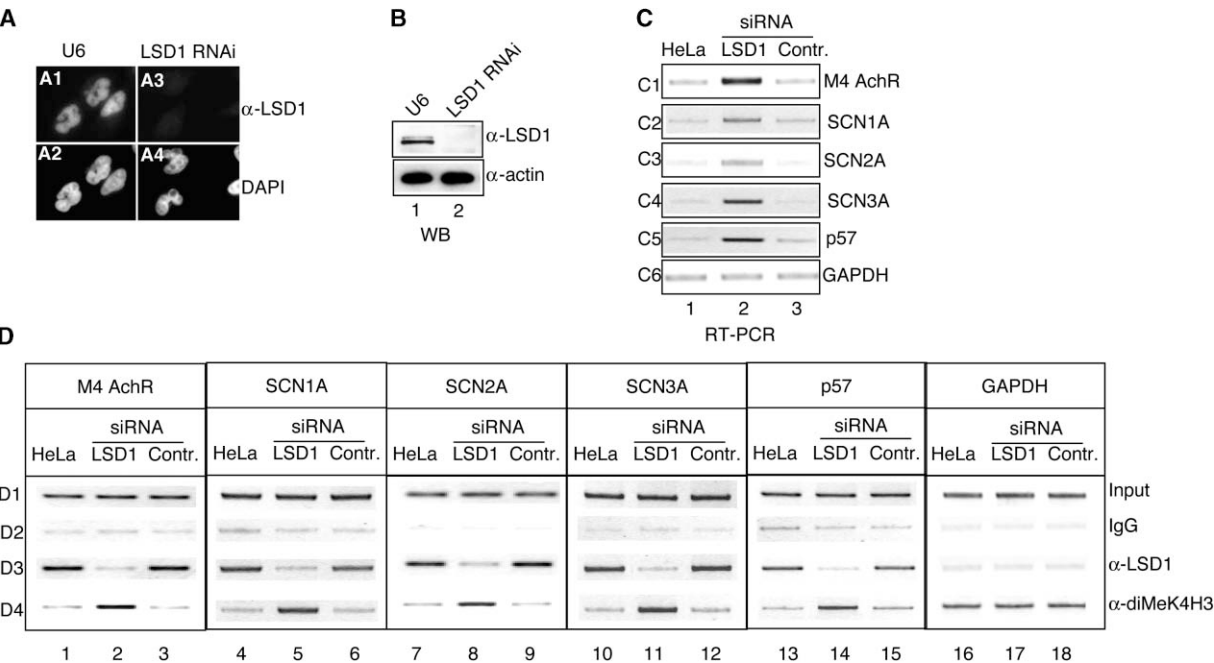 A
U6 LSD1 RNAi
A1 A3
α-LSD1
A2 A4
DAPI
B
U6 LSD1 RNAi
α-LSD1
α-actin
1 2
WB
C
siRNA
HeLa LSD1 Contr.
C1 M4 AchR
C2 SCN1A
C3 SCN2A
C4 SCN3A
C5 p57
C6 GAPDH
1 2 3
RT-PCR
D
M4 AchR SCN1A SCN2A SCN3A p57 GAPDH
siRNA siRNA siRNA siRNA siRNA siRNA
HeLa LSD1 Contr. HeLa LSD1 Contr. HeLa LSD1 Contr. HeLa LSD1 Contr. HeLa LSD1 Contr. HeLa LSD1 Contr.
D1 Input
D2 IgG
D3 α-LSD1
D4 α-diMeK4H3
1 2 3 4 5 6 7 8 9 10 11 12 13 14 15 16 17 18